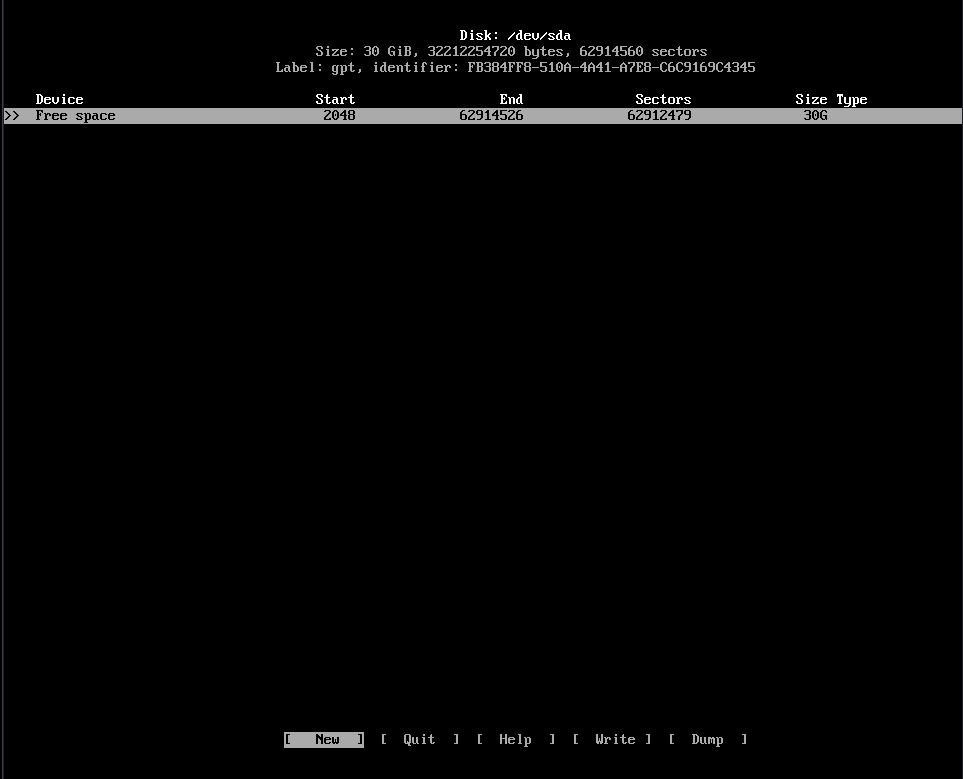 Disk: /dev/sda
Size: 30 GiB, 32212254720 bytes, 62914560 sectors
Label: gpt, identifier: FB384FF8-510A-4A41-A7E8-C6C9169C4345
Device Start End Sectors Size Type
>> Free space 2048 62914526 62912479 30G
[ New ] [ Quit ] [ Help ] [ Write ] [ Dump ]